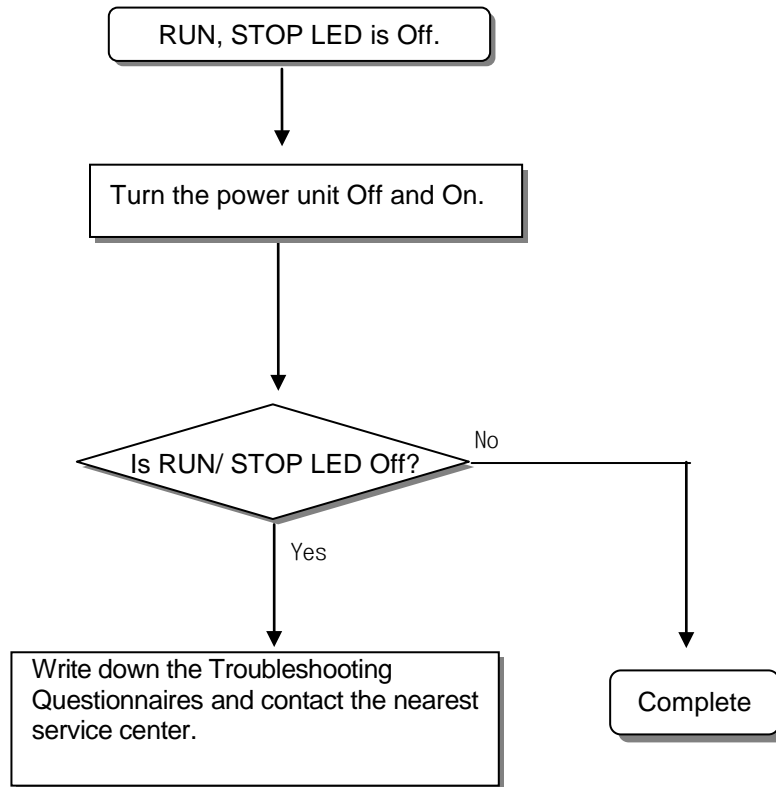 RUN, STOP LED is Off.
Turn the power unit Off and On.
Is RUN/ STOP LED Off?
No
Yes
Write down the Troubleshooting
Questionnaires and contact the nearest
service center.
Complete